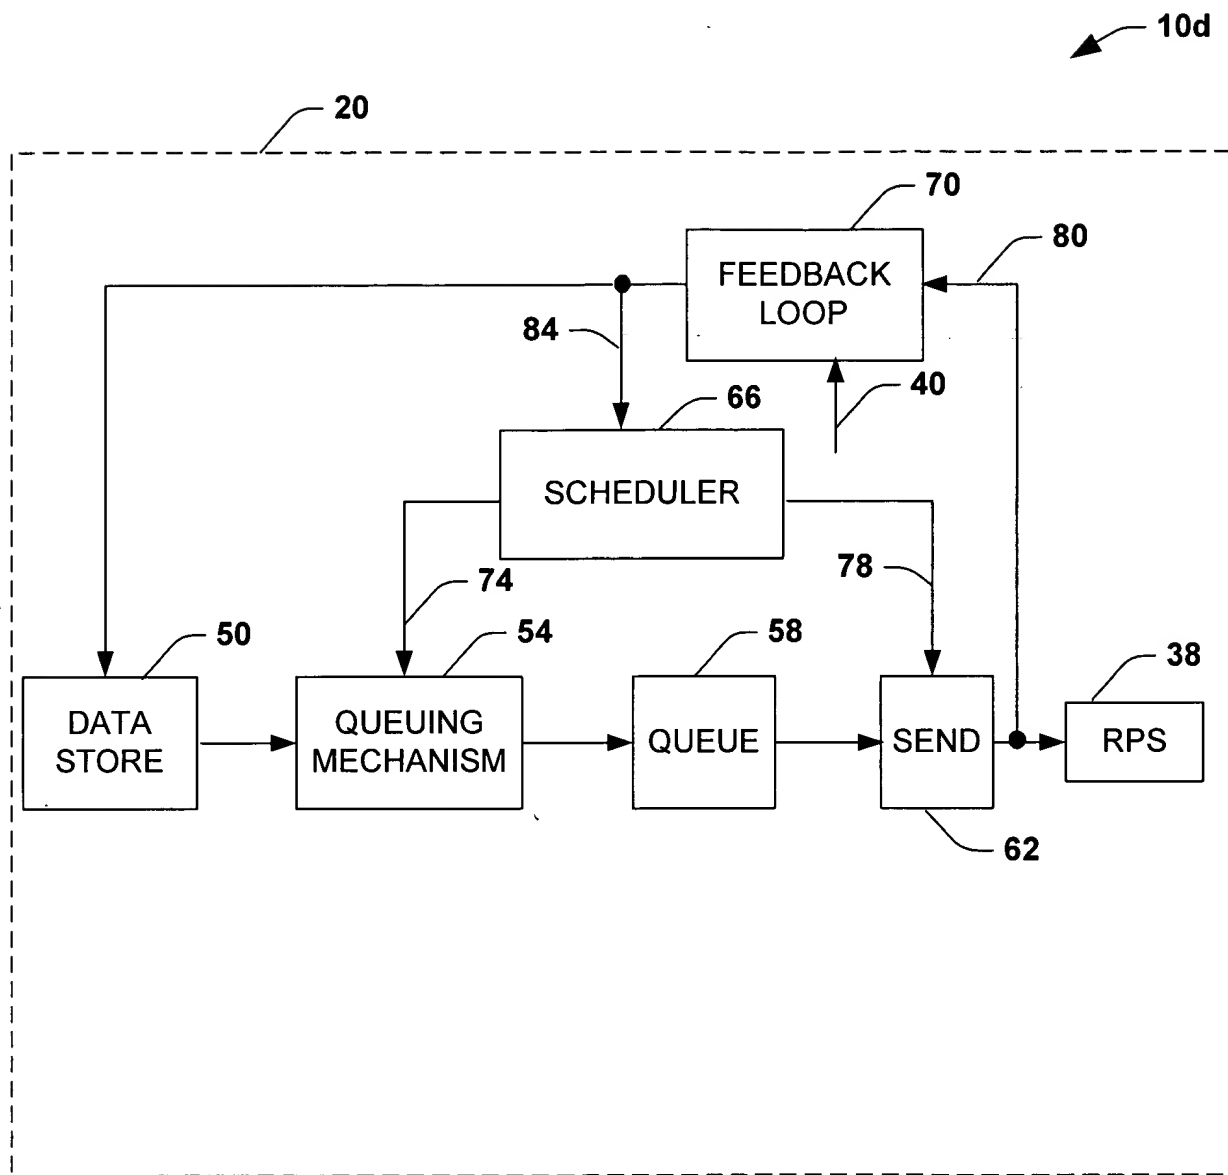 10d
20
70
80
FEEDBACK
LOOP
84
40
66
SCHEDULER
74
78
50
54
58
38
DATA
STORE
QUEUING
MECHANISM
QUEUE
SEND
RPS
62